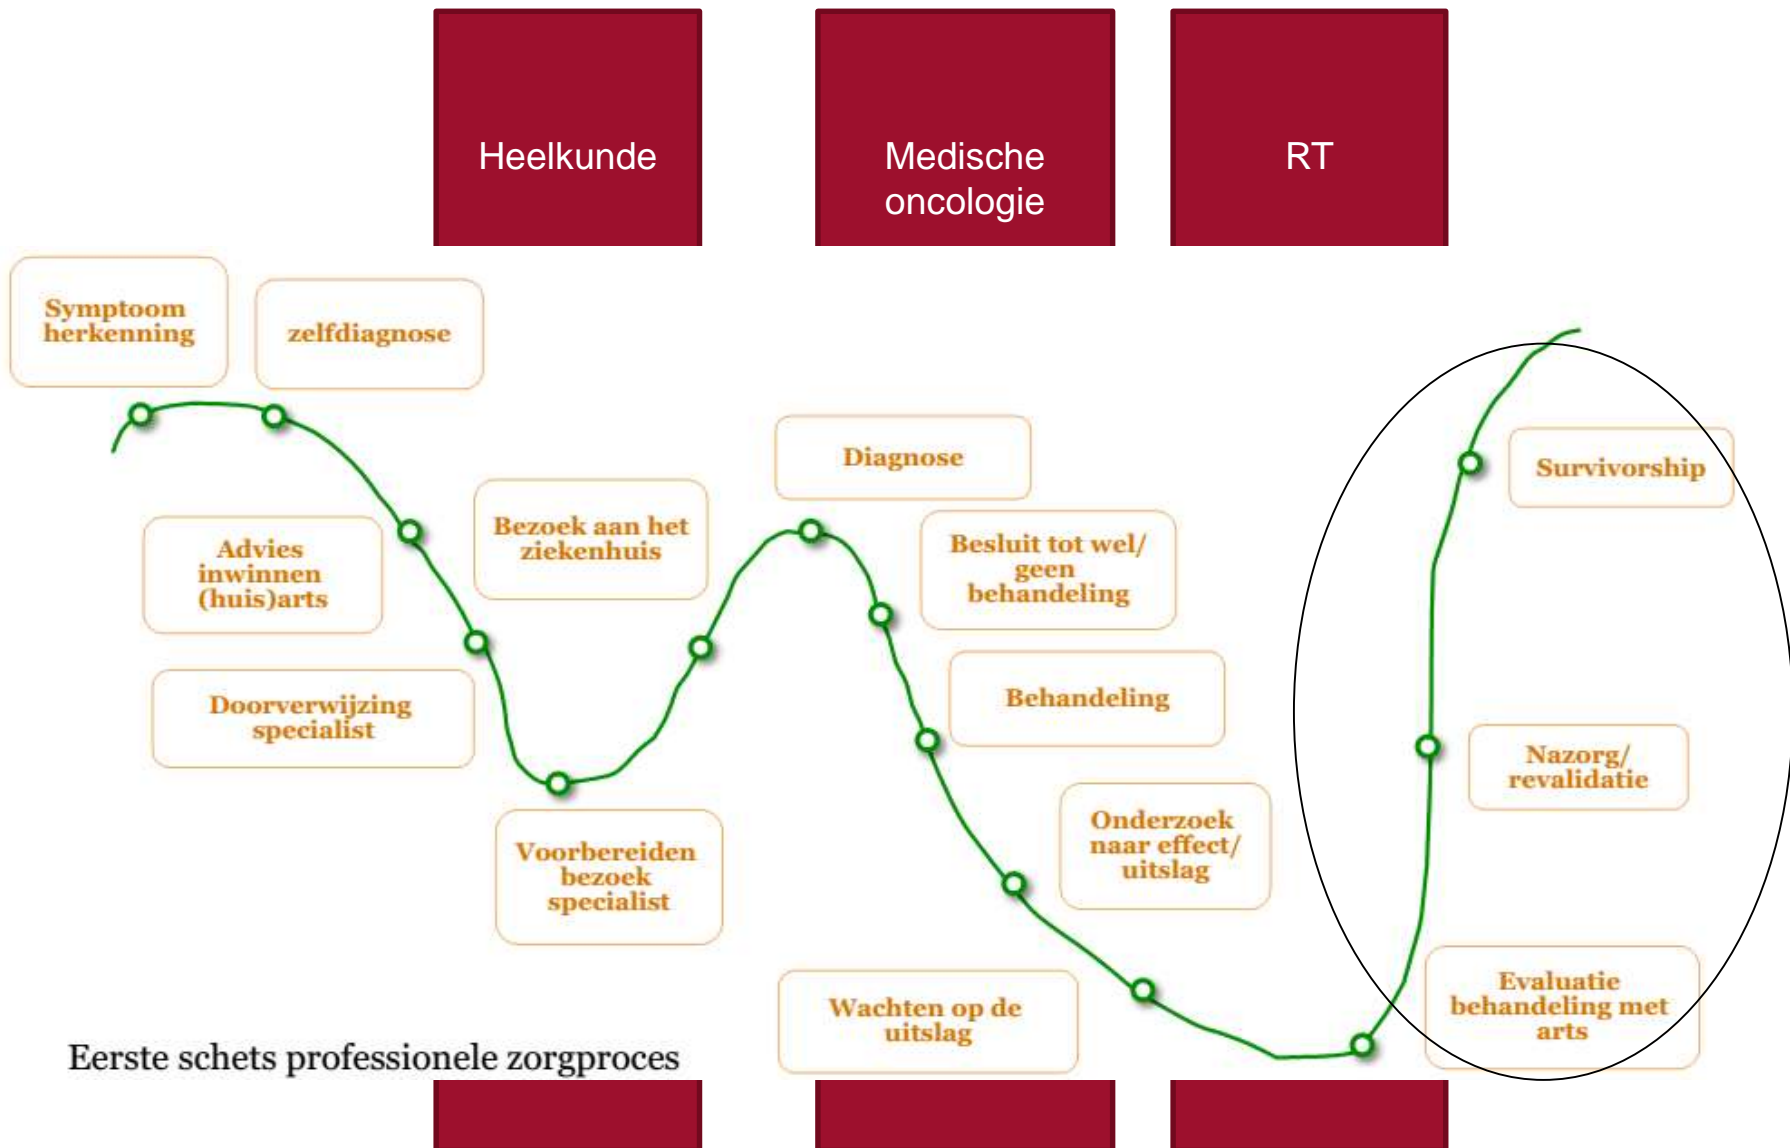 Heelkunde
Medische
oncologie
RT
Symptoom
herkenning
zelfdiagnose
Advies
inwinnen
(huis)arts
Doorverwijzing
specialist
Voorbereiden
bezoek
specialist
Bezoek aan het
ziekenhuis
Diagnose
Besluit tot wel/
geen
behandeling
Behandeling
Onderzoek
naar effect/
uitslag
Wachten op de
uitslag
Evaluatie
behandeling met
arts
Nazorg/
revalidatie
Survivorship
Eerste schets professionele zorgproces